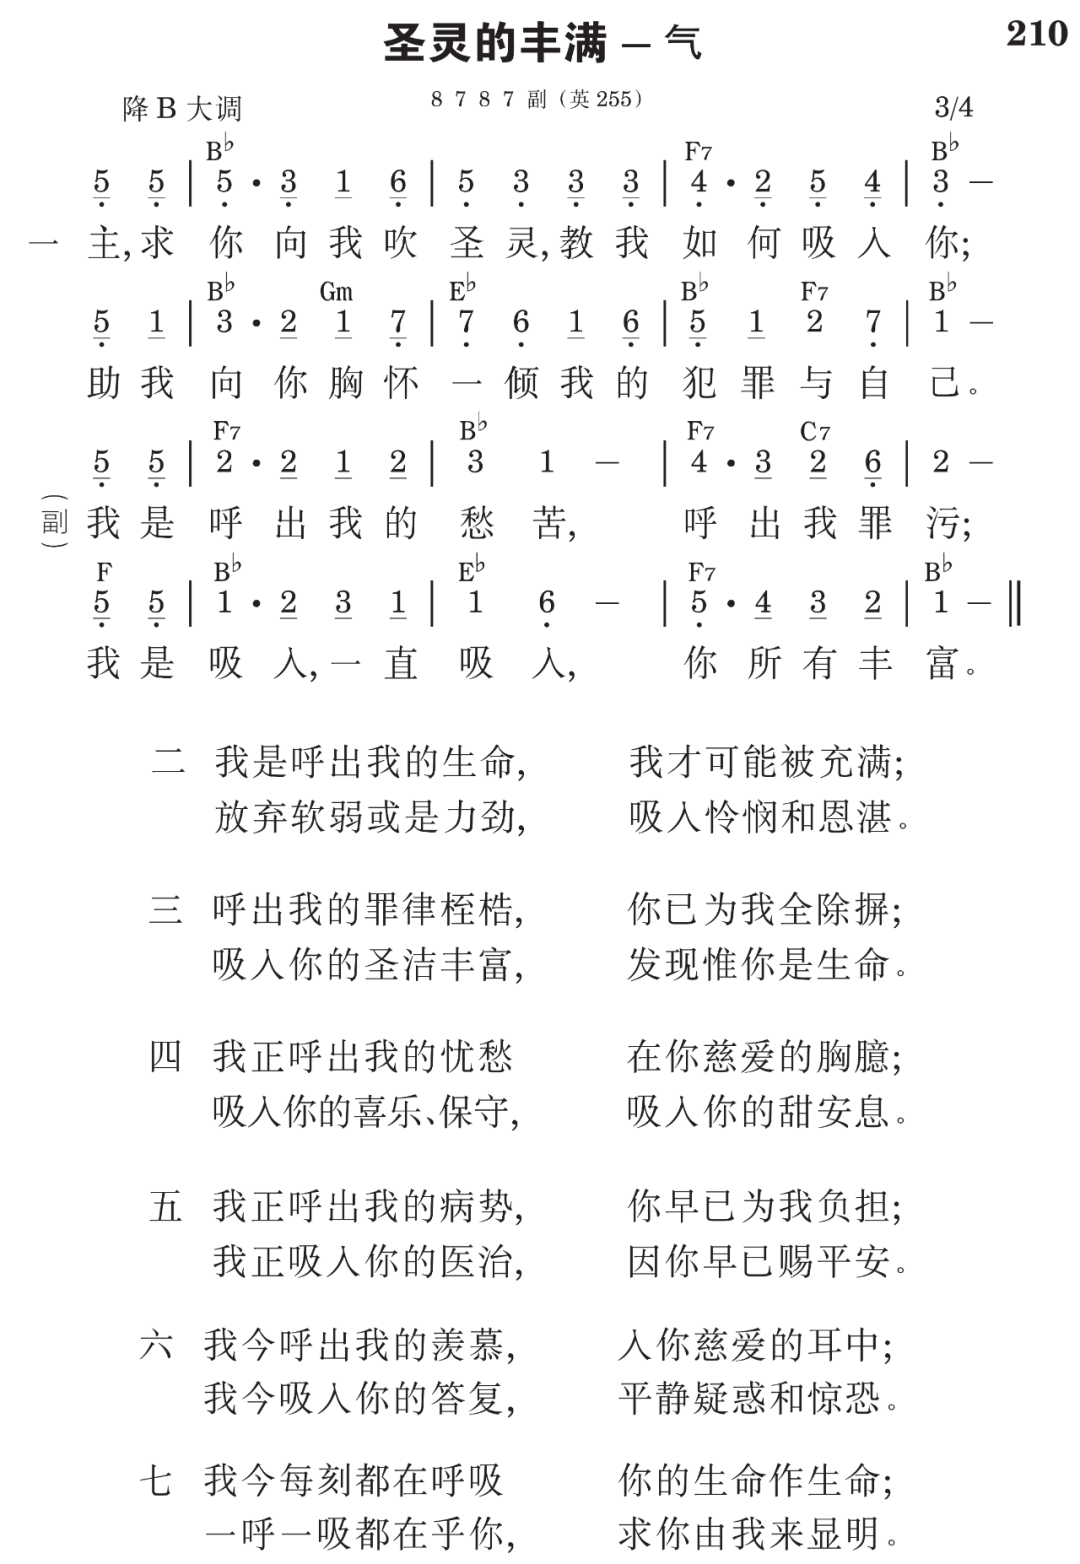 圣灵的丰满 — 气
210
降 B 大调
8 7 8 7 副 (英 255)
3/4
B♭ F7 B♭
5 5 | 5 · 3 1 6 | 5 3 3 3 | 4 · 2 5 4 | 3 —
一 主,求 你 向 我 吹 圣 灵,教 我 如 何 吸 入 你;
B♭ Gm E♭ B♭ F7 B♭
5 1 | 3 · 2 1 7 | 7 6 1 6 | 5 1 2 7 | 1 —
助 我 向 你 胸 怀 一 倾 我 的 犯 罪 与 自 己。
F7 B♭ F7 C7
5 5 | 2 · 2 1 2 | 3 1 — | 4 · 3 2 6 | 2 —
(副) 我 是 呼 出 我 的 愁 苦, 呼 出 我 罪 污;
F B♭ E♭ F7 B♭
5 5 | 1 · 2 3 1 | 1 6 — | 5 · 4 3 2 | 1 — ‖
我 是 吸 入,一 直 吸 入, 你 所 有 丰 富。
二 我是呼出我的生命, 我才可能被充满;
放弃软弱或是力劲, 吸入怜悯和恩湛。
三 呼出我的罪律桎梏, 你已为我全除摒;
吸入你的圣洁丰富, 发现惟你是生命。
四 我正呼出我的忧愁 在你慈爱的胸臆;
吸入你的喜乐、保守, 吸入你的甜安息。
五 我正呼出我的病势, 你早已为我负担;
我正吸入你的医治, 因你早已赐平安。
六 我今呼出我的羡慕, 入你慈爱的耳中;
我今吸入你的答复, 平静疑惑和惊恐。
七 我今每刻都在呼吸 你的生命作生命;
一呼一吸都在乎你, 求你由我来显明。